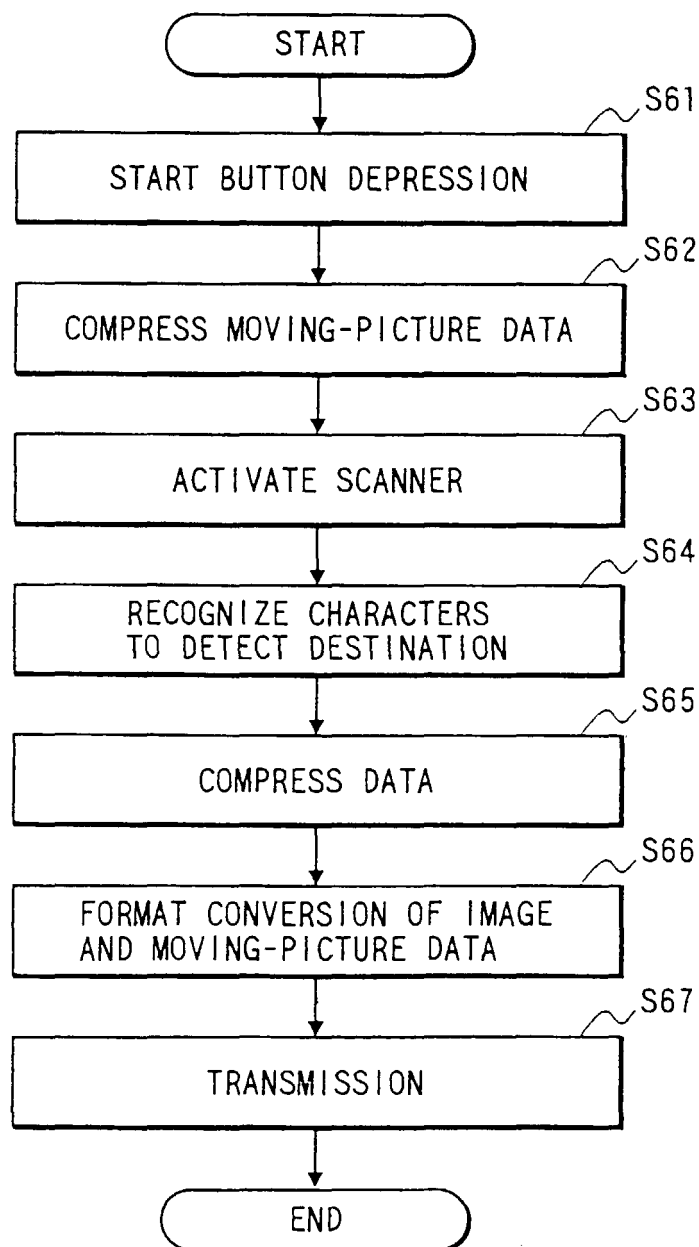 START
S61
START BUTTON DEPRESSION
S62
COMPRESS MOVING-PICTURE DATA
S63
ACTIVATE SCANNER
S64
RECOGNIZE CHARACTERS
TO DETECT DESTINATION
S65
COMPRESS DATA
S66
FORMAT CONVERSION OF IMAGE
AND MOVING-PICTURE DATA
S67
TRANSMISSION
END